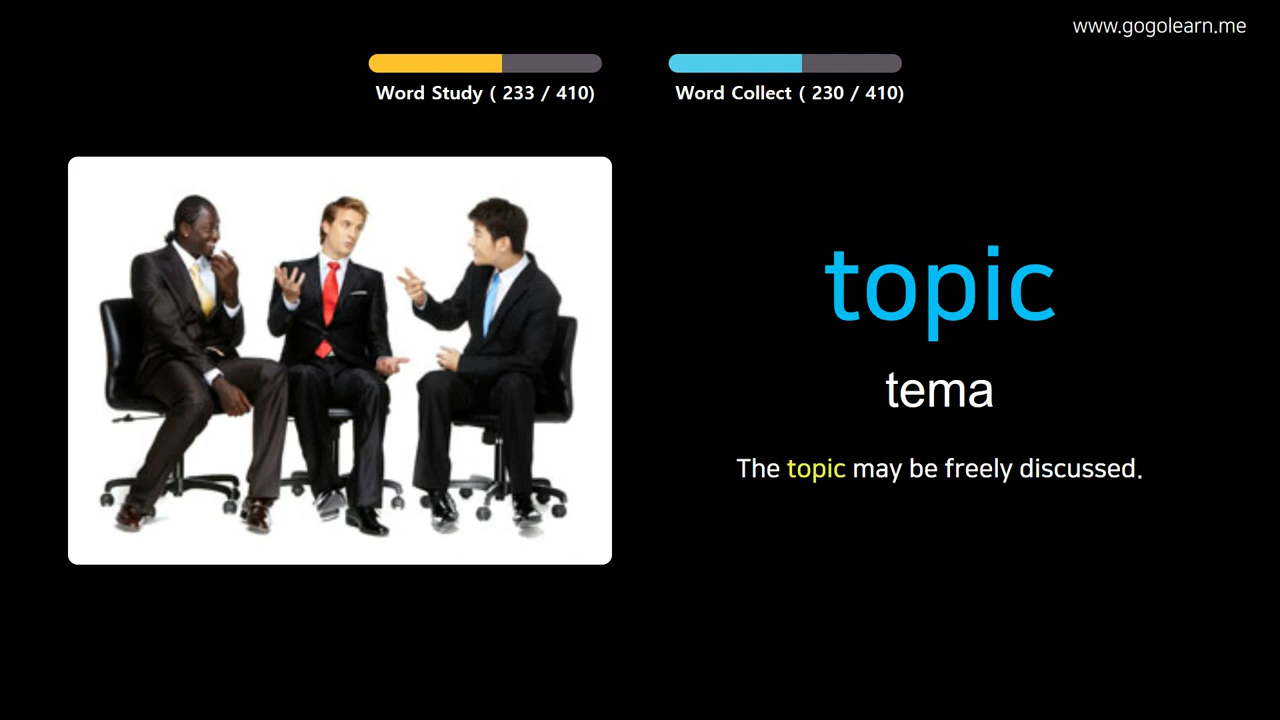 www.gogolearn.me
Word Study ( 233 / 410)
Word Collect ( 230 / 410)
topic
tema
The topic may be freely discussed.